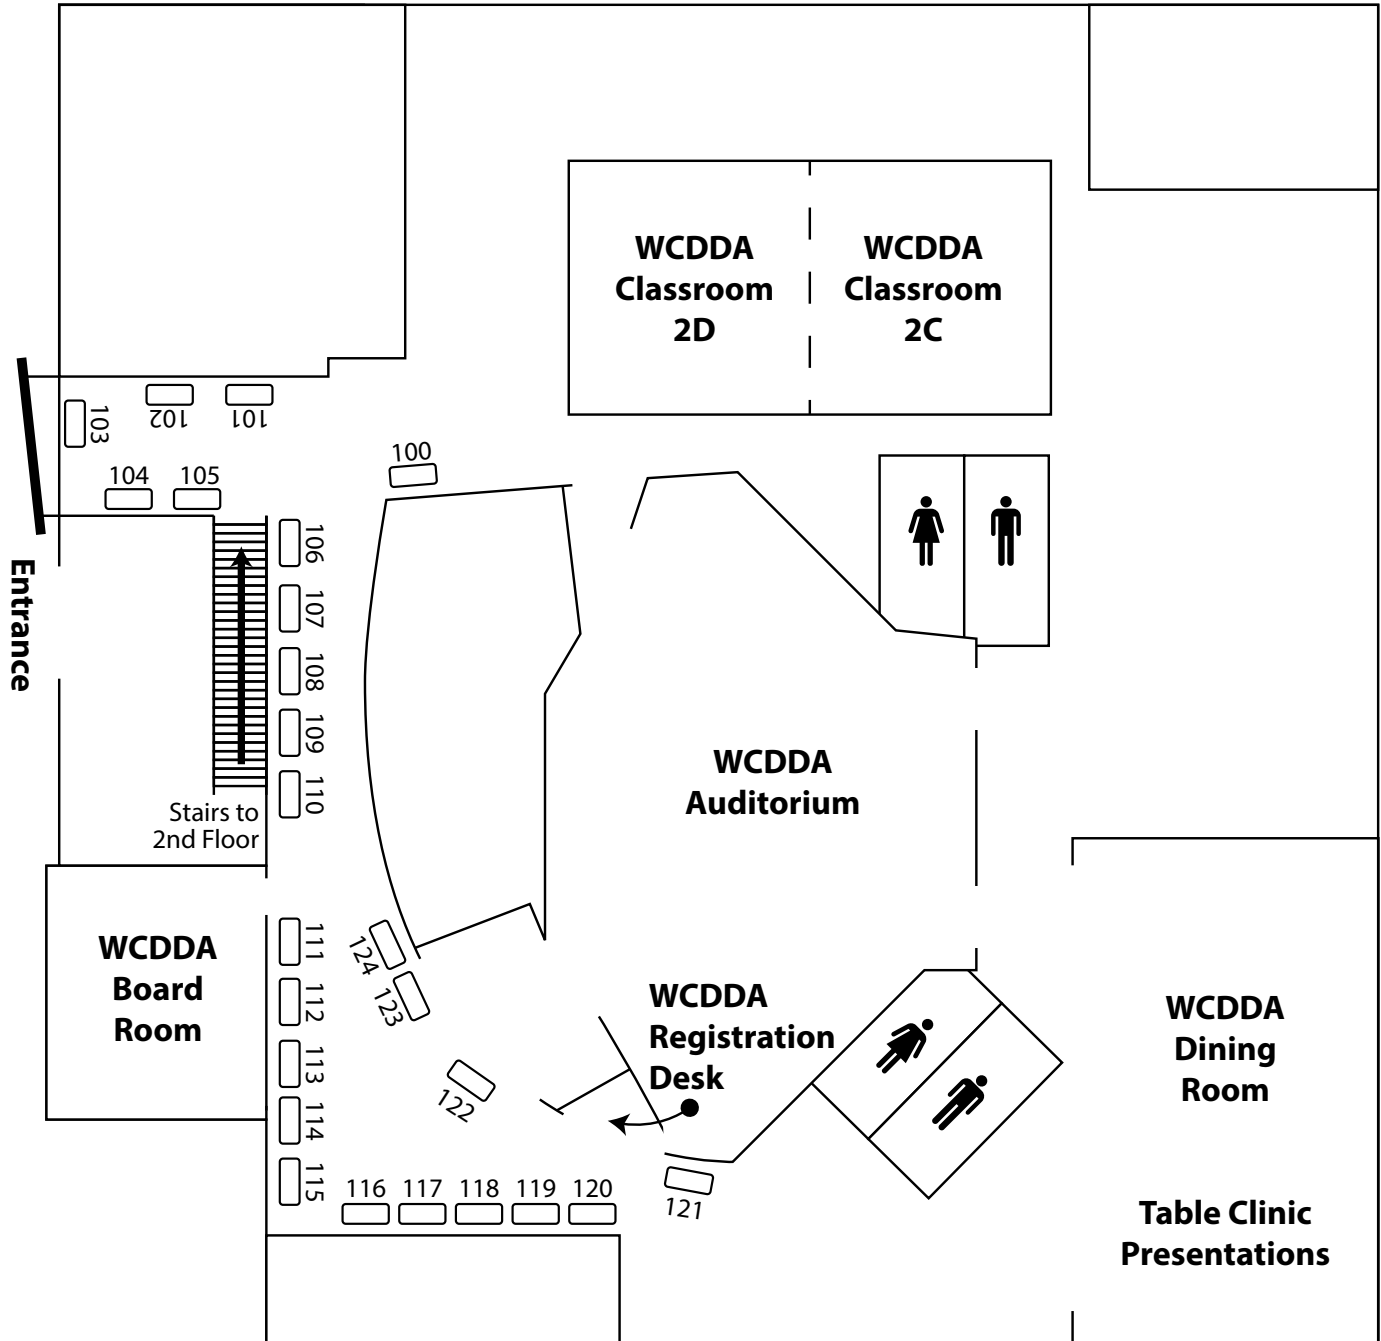 WCDDA
Classroom
2D
WCDDA
Classroom
2C
103
102
101
104
105
100
106
107
108
109
110
Entrance
Stairs to
2nd Floor
WCDDA
Auditorium
WCDDA
Board
Room
111
112
113
114
115
124
123
122
WCDDA
Registration
Desk
WCDDA
Dining
Room
116
117
118
119
120
121
Table Clinic
Presentations